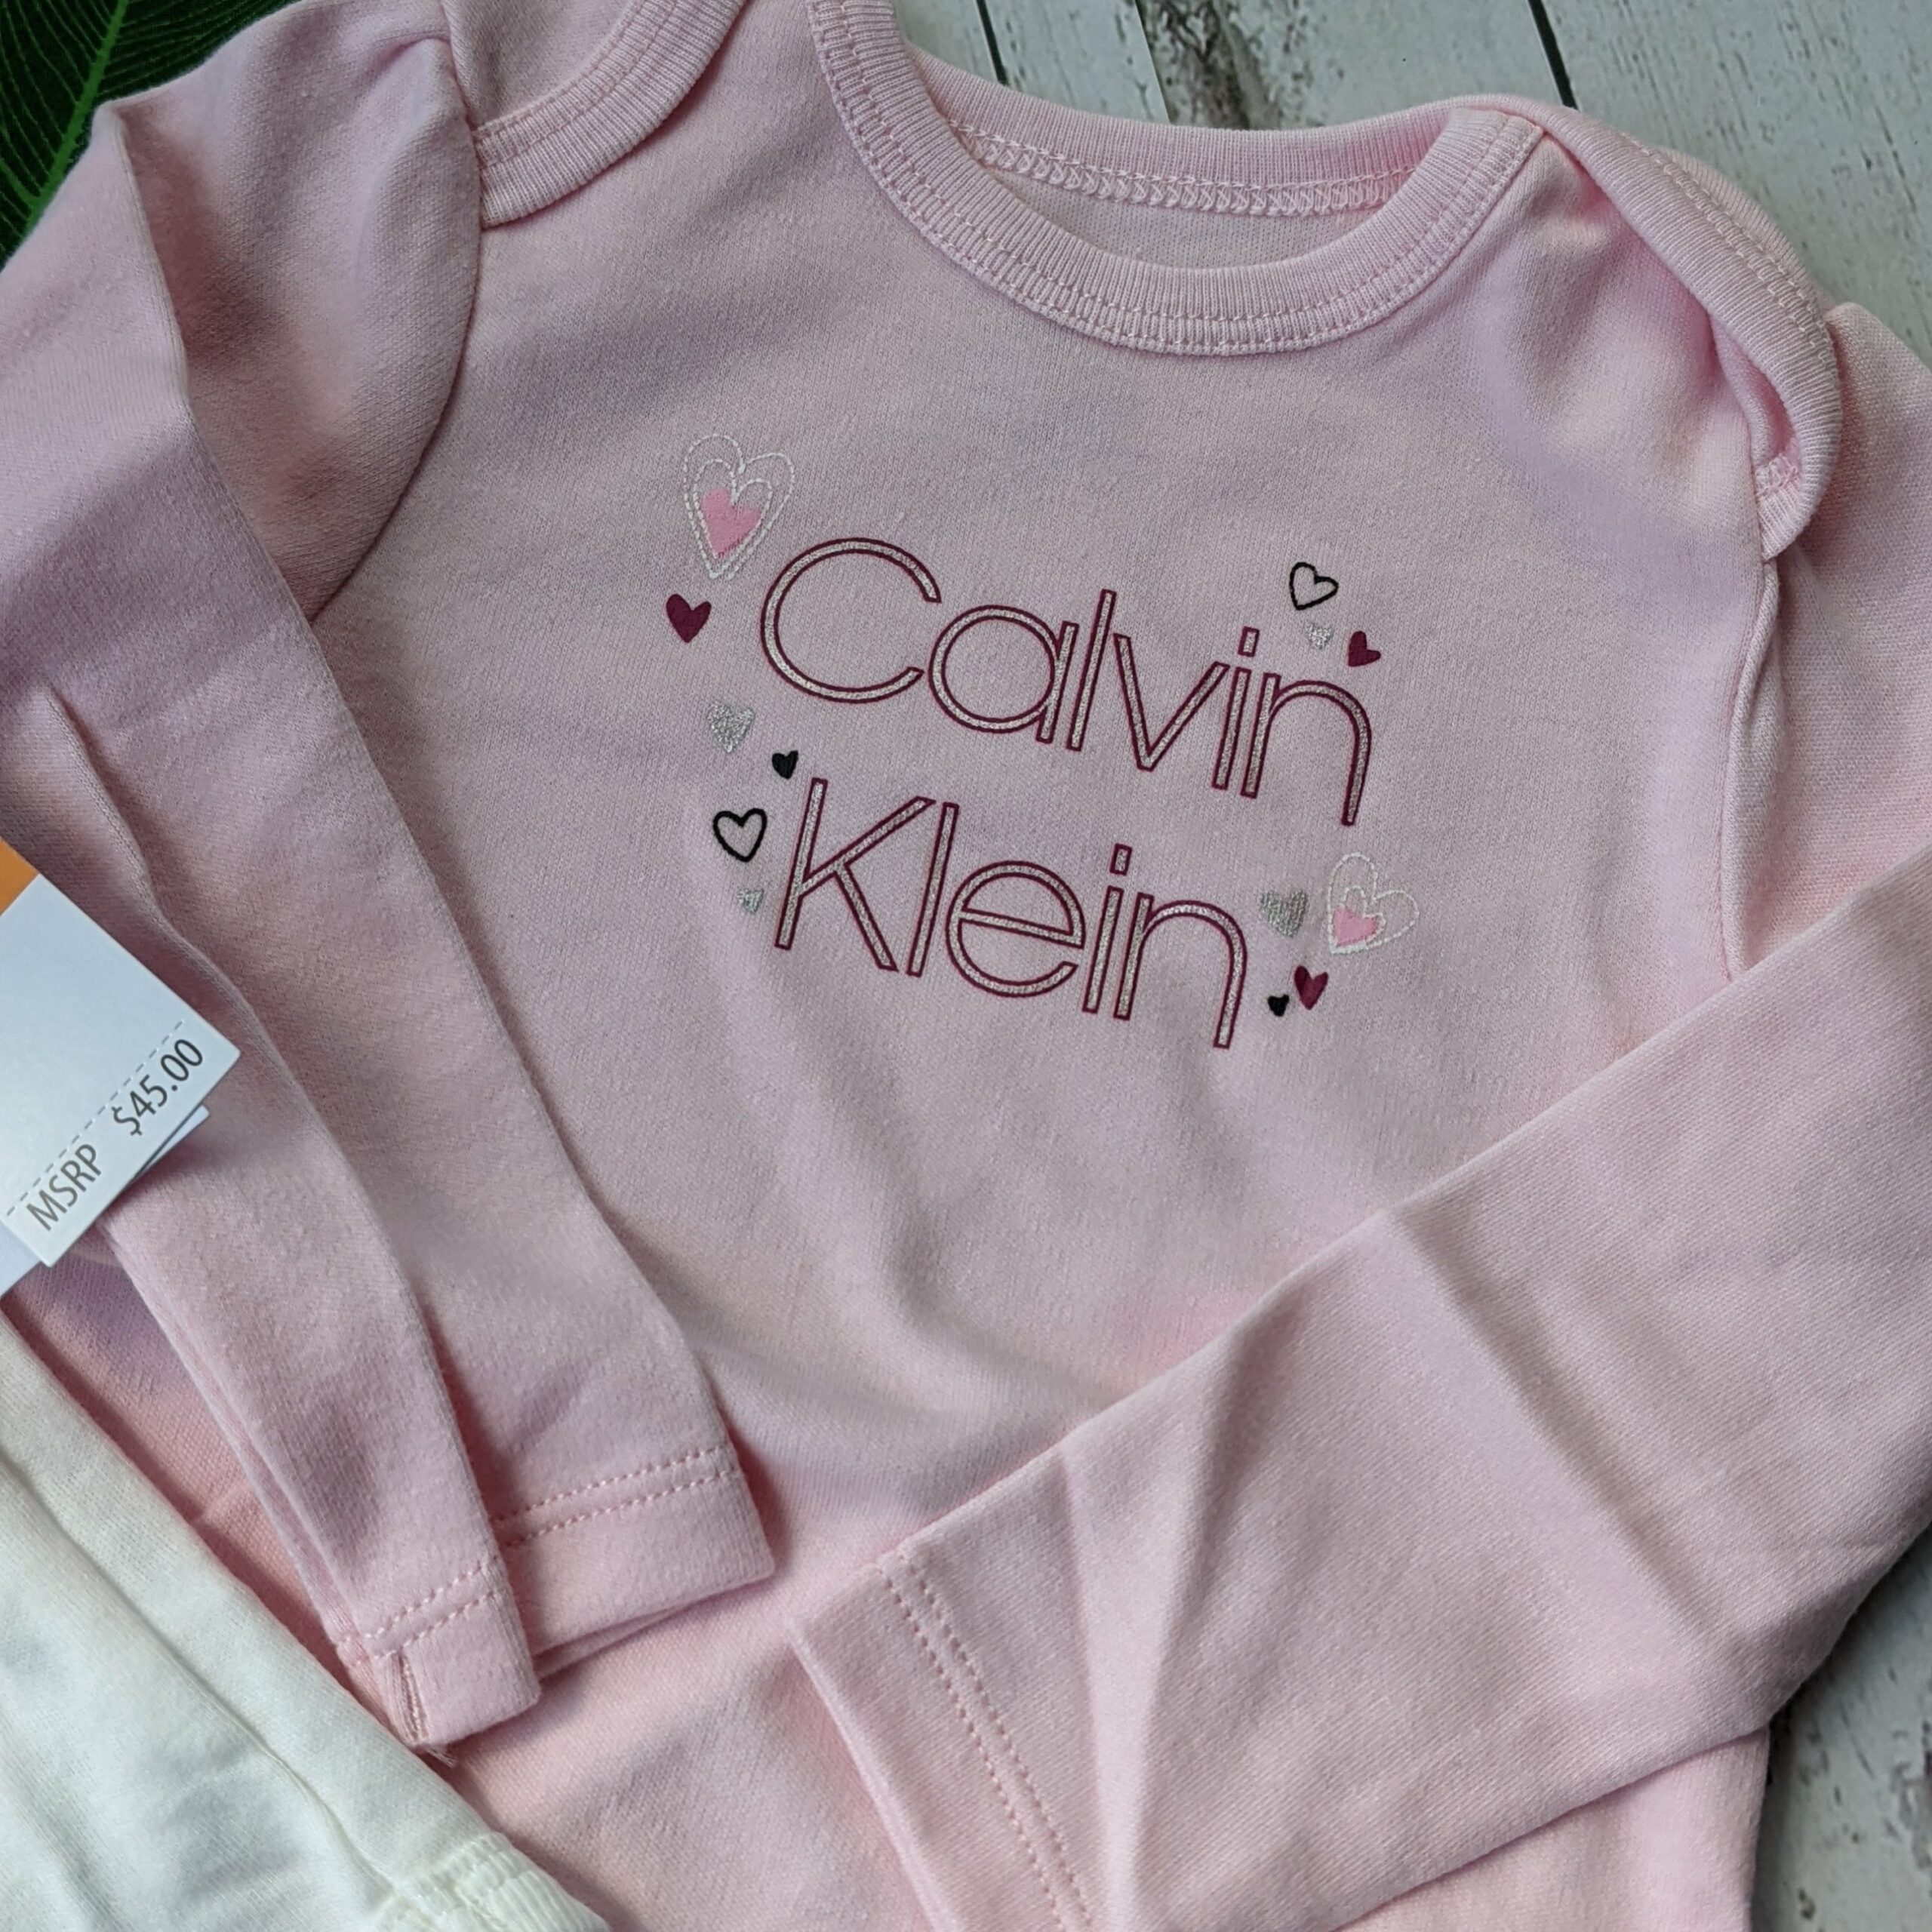 Calvin
Klein
MSRP $45.00